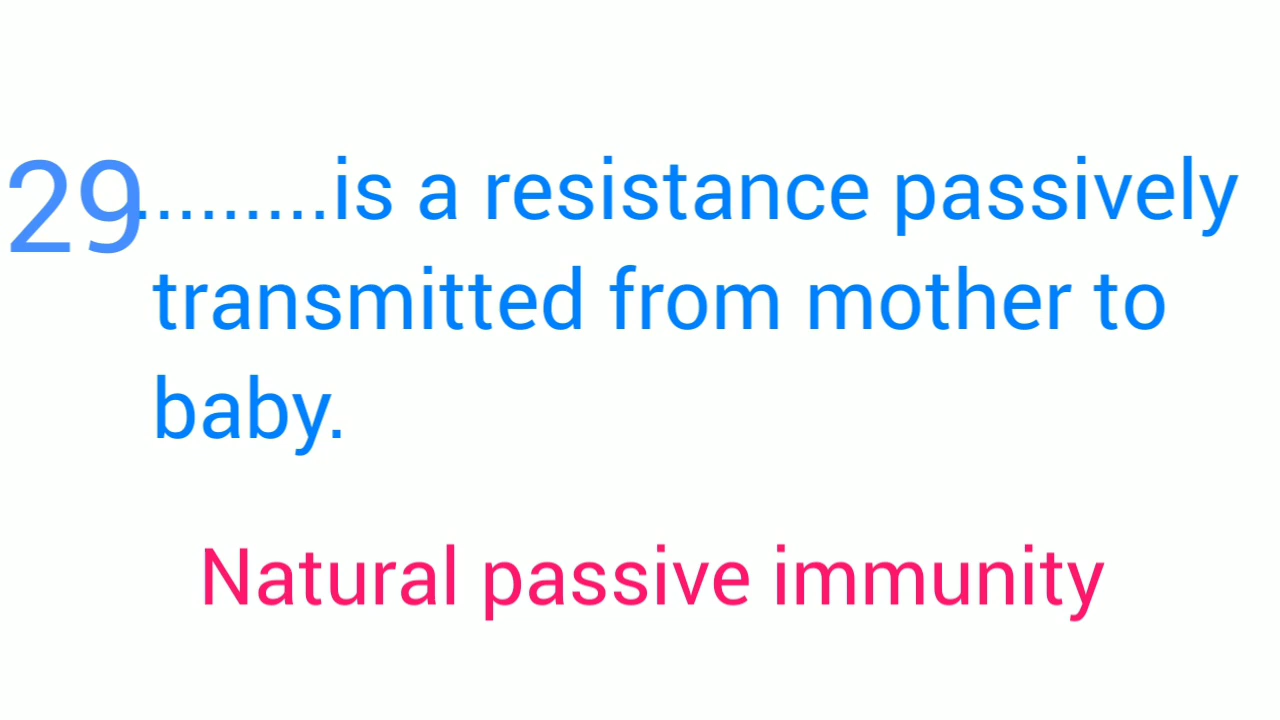 29.........is a resistance passively
transmitted from mother to
baby.
Natural passive immunity